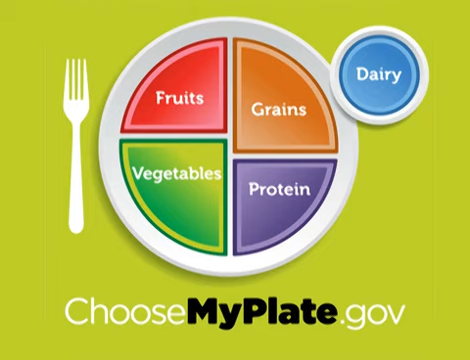 Dairy
Fruits
Grains
Vegetables
Protein
ChooseMyPlate.gov